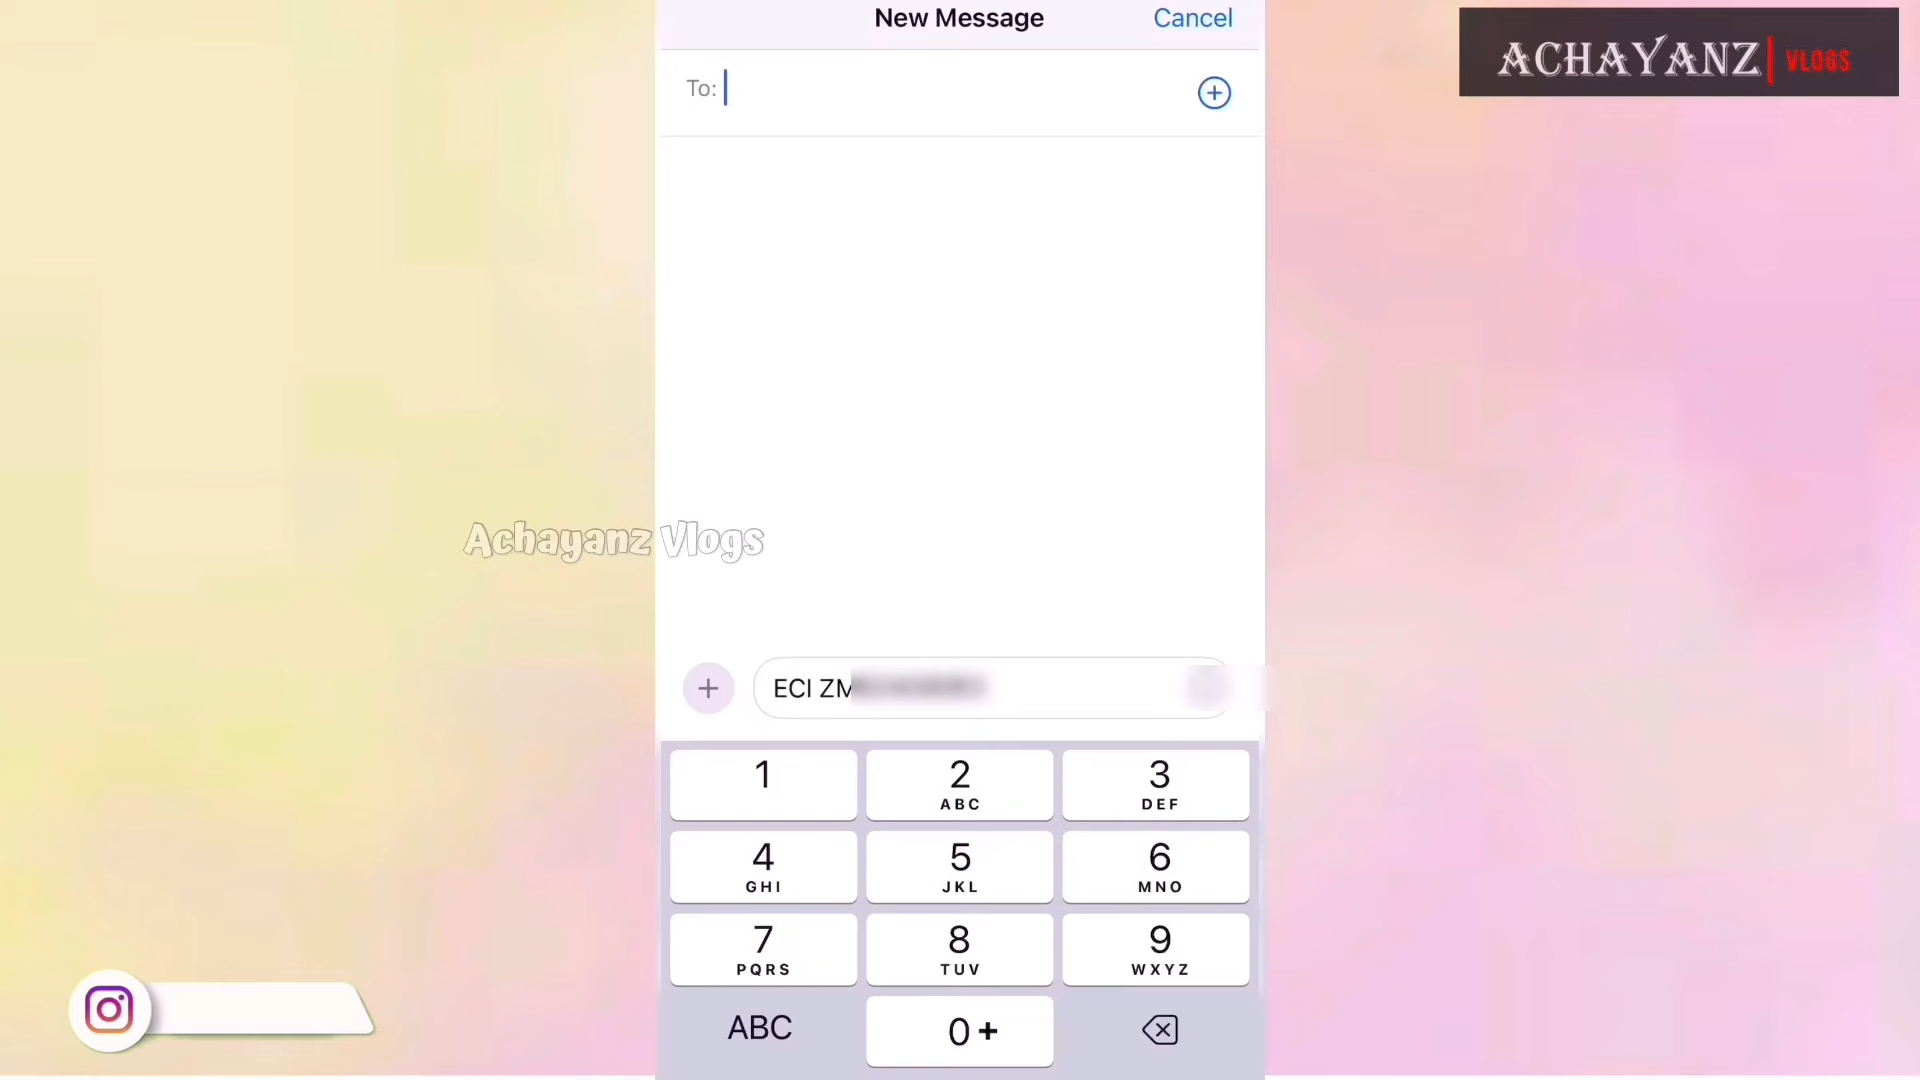 New Message
Cancel
ACHAYANZ VLOGS
To:
Achayanz Vlogs
ECI
1
2
ABC
3
DEF
4
GHI
5
JKL
6
MNO
7
PQRS
8
TUV
9
WXYZ
ABC
0 +